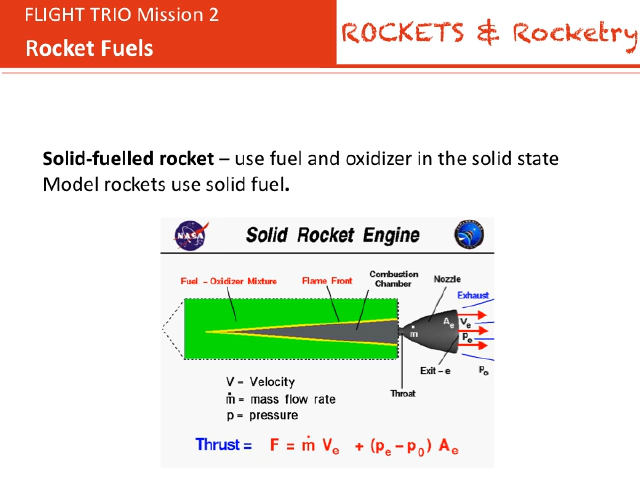 FLIGHT TRIO Mission 2
Rocket Fuels
ROCKETS & Rocketry
Solid-fuelled rocket – use fuel and oxidizer in the solid state
Model rockets use solid fuel.
NASA
Solid Rocket Engine
Fuel – Oxidizer Mixture
Flame Front
Combustion
Chamber
Nozzle
Exhaust
Aₑ
Vₑ
ṁ
pₑ
Exit – e
p₀
Throat
V = Velocity
ṁ = mass flow rate
p = pressure
Thrust = F = ṁ Vₑ + (pₑ – p₀) Aₑ